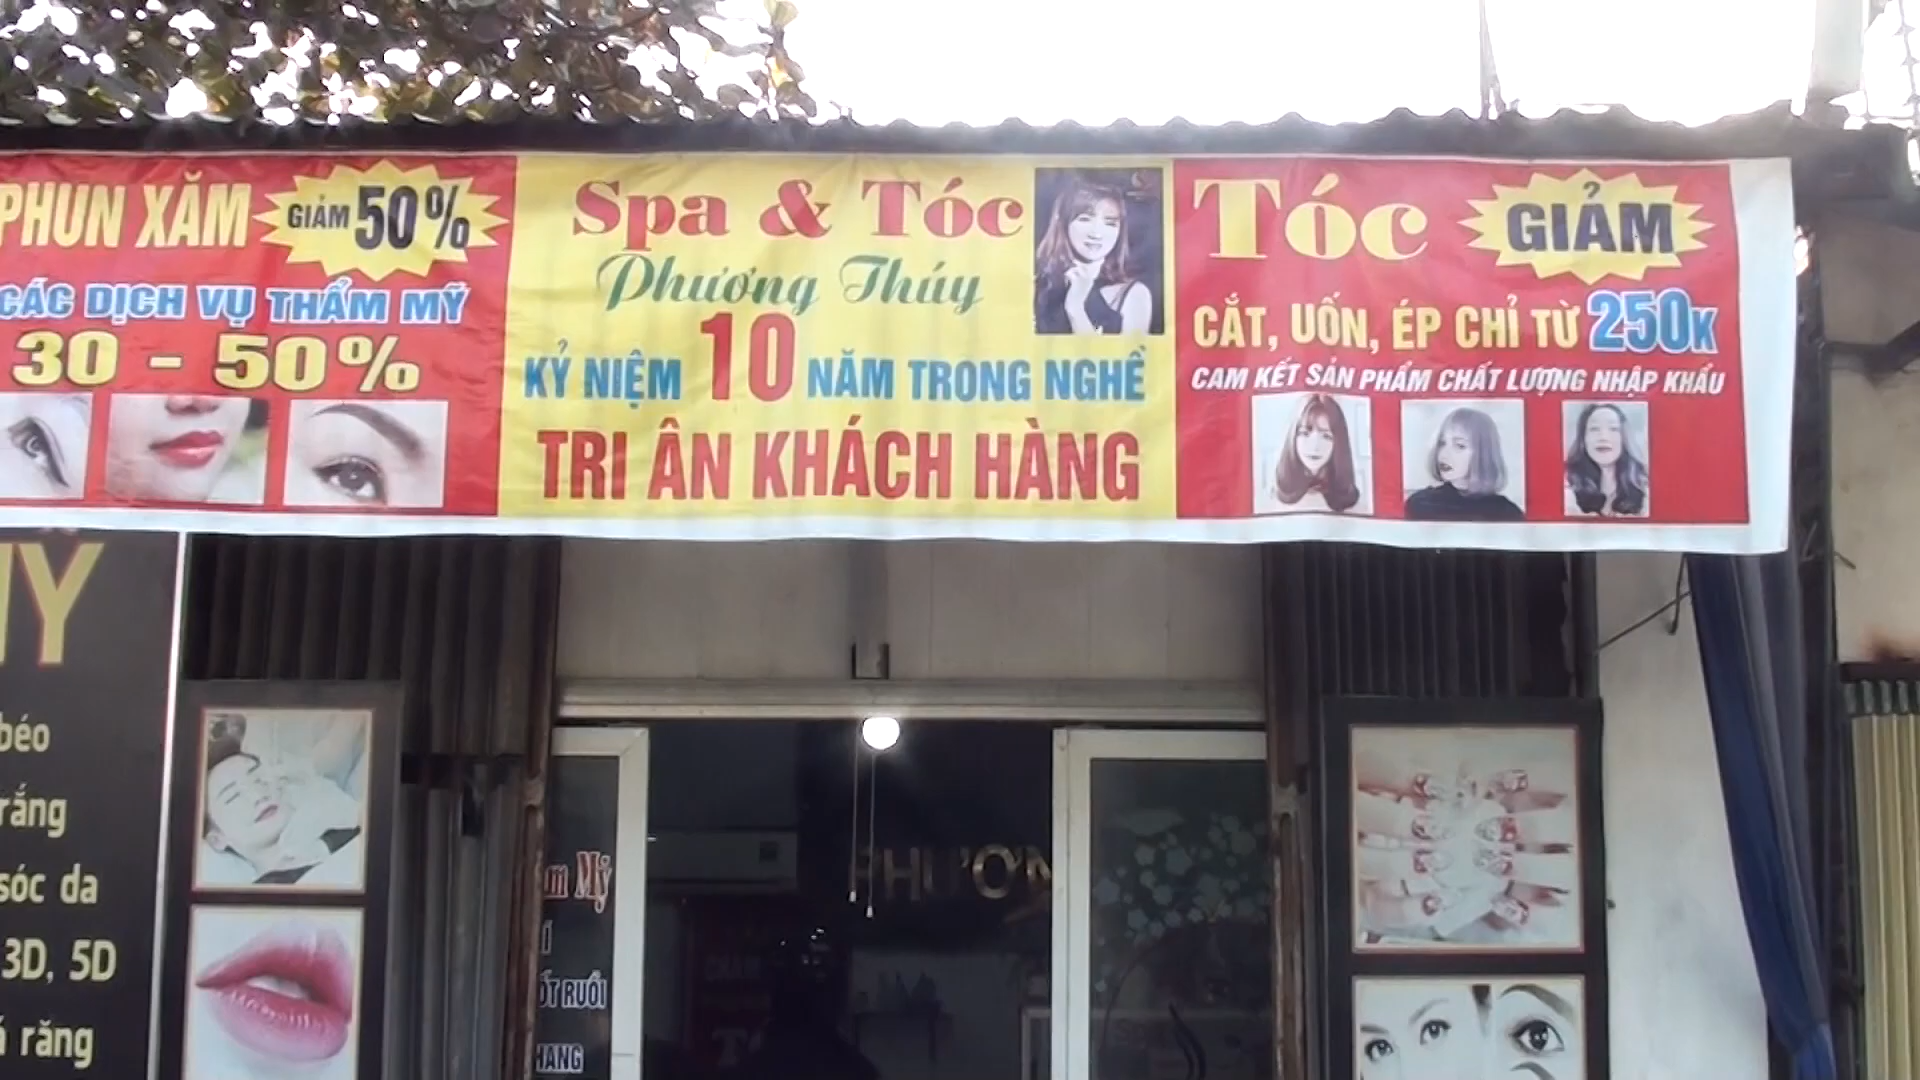 PHUN XĂM
GIẢM 50%
CÁC DỊCH VỤ THẨM MỸ
30 - 50%
Spa & Tóc
Phương Thúy
KỶ NIỆM 10 NĂM TRONG NGHỀ
TRI ÂN KHÁCH HÀNG
Tóc GIẢM
CẮT, UỐN, ÉP CHỈ TỪ 250K
CAM KẾT SẢN PHẨM CHẤT LƯỢNG NHẬP KHẨU
béo
sóc da
3D, 5D
răng
Mỹ
RUỒI